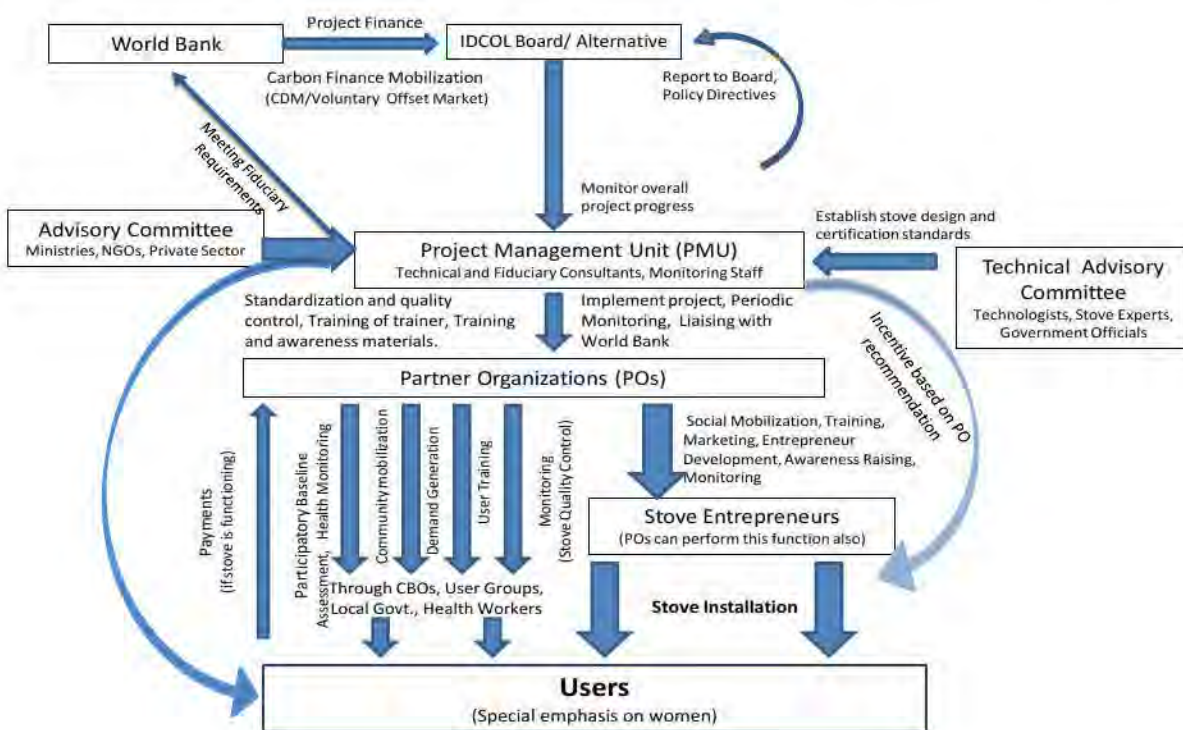 Project Finance
World Bank
IDCOL Board/ Alternative
Carbon Finance Mobilization
(CDM/Voluntary Offset Market)
Report to Board,
Policy Directives
Meeting Fiduciary
Requirements
Monitor overall
project progress
Advisory Committee
Ministries, NGOs, Private Sector
Project Management Unit (PMU)
Technical and Fiduciary Consultants, Monitoring Staff
Establish stove design and
certification standards
Technical Advisory
Committee
Technologists, Stove Experts,
Government Officials
Standardization and quality
control, Training of trainer, Training
and awareness materials.
Implement project, Periodic
Monitoring, Liaising with
World Bank
Incentive based on PO
recommendation
Partner Organizations (POs)
Payments
(if stove is functioning)
Participatory Baseline
Assessment, Health Monitoring
Community mobilization
Demand Generation
User Training
Monitoring
(Stove Quality Control)
Social Mobilization, Training,
Marketing, Entrepreneur
Development, Awareness Raising,
Monitoring
Stove Entrepreneurs
(POs can perform this function also)
Through CBOs, User Groups,
Local Govt., Health Workers
Stove Installation
Users
(Special emphasis on women)